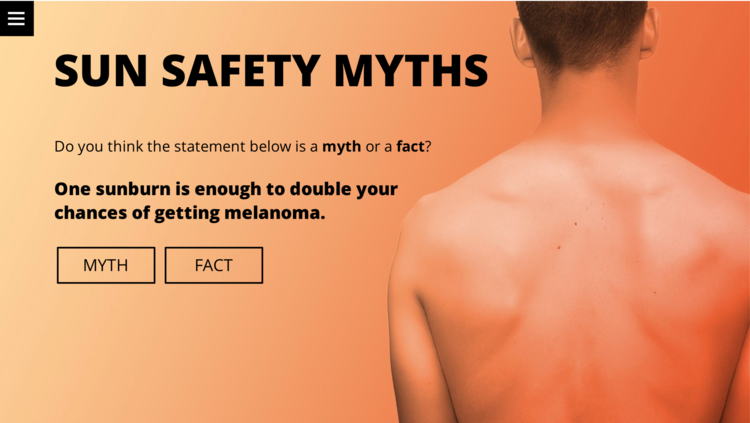 SUN SAFETY MYTHS
Do you think the statement below is a myth or a fact?
One sunburn is enough to double your
chances of getting melanoma.
MYTH
FACT